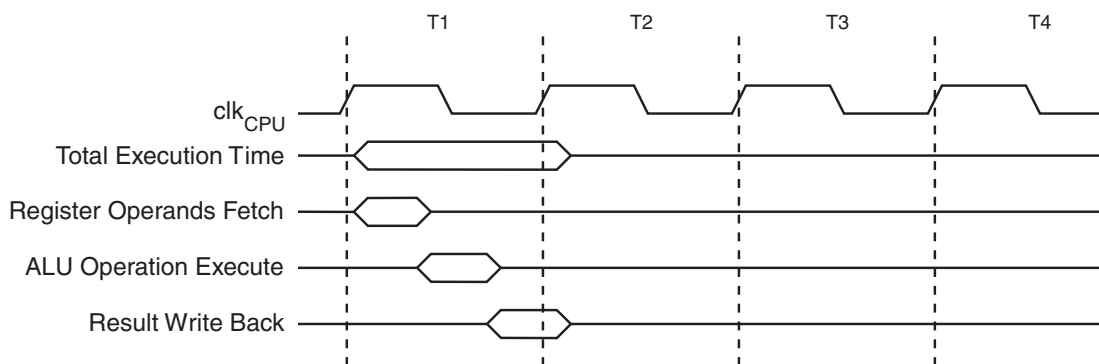 T1 T2 T3 T4
clkCPU
Total Execution Time
Register Operands Fetch
ALU Operation Execute
Result Write Back